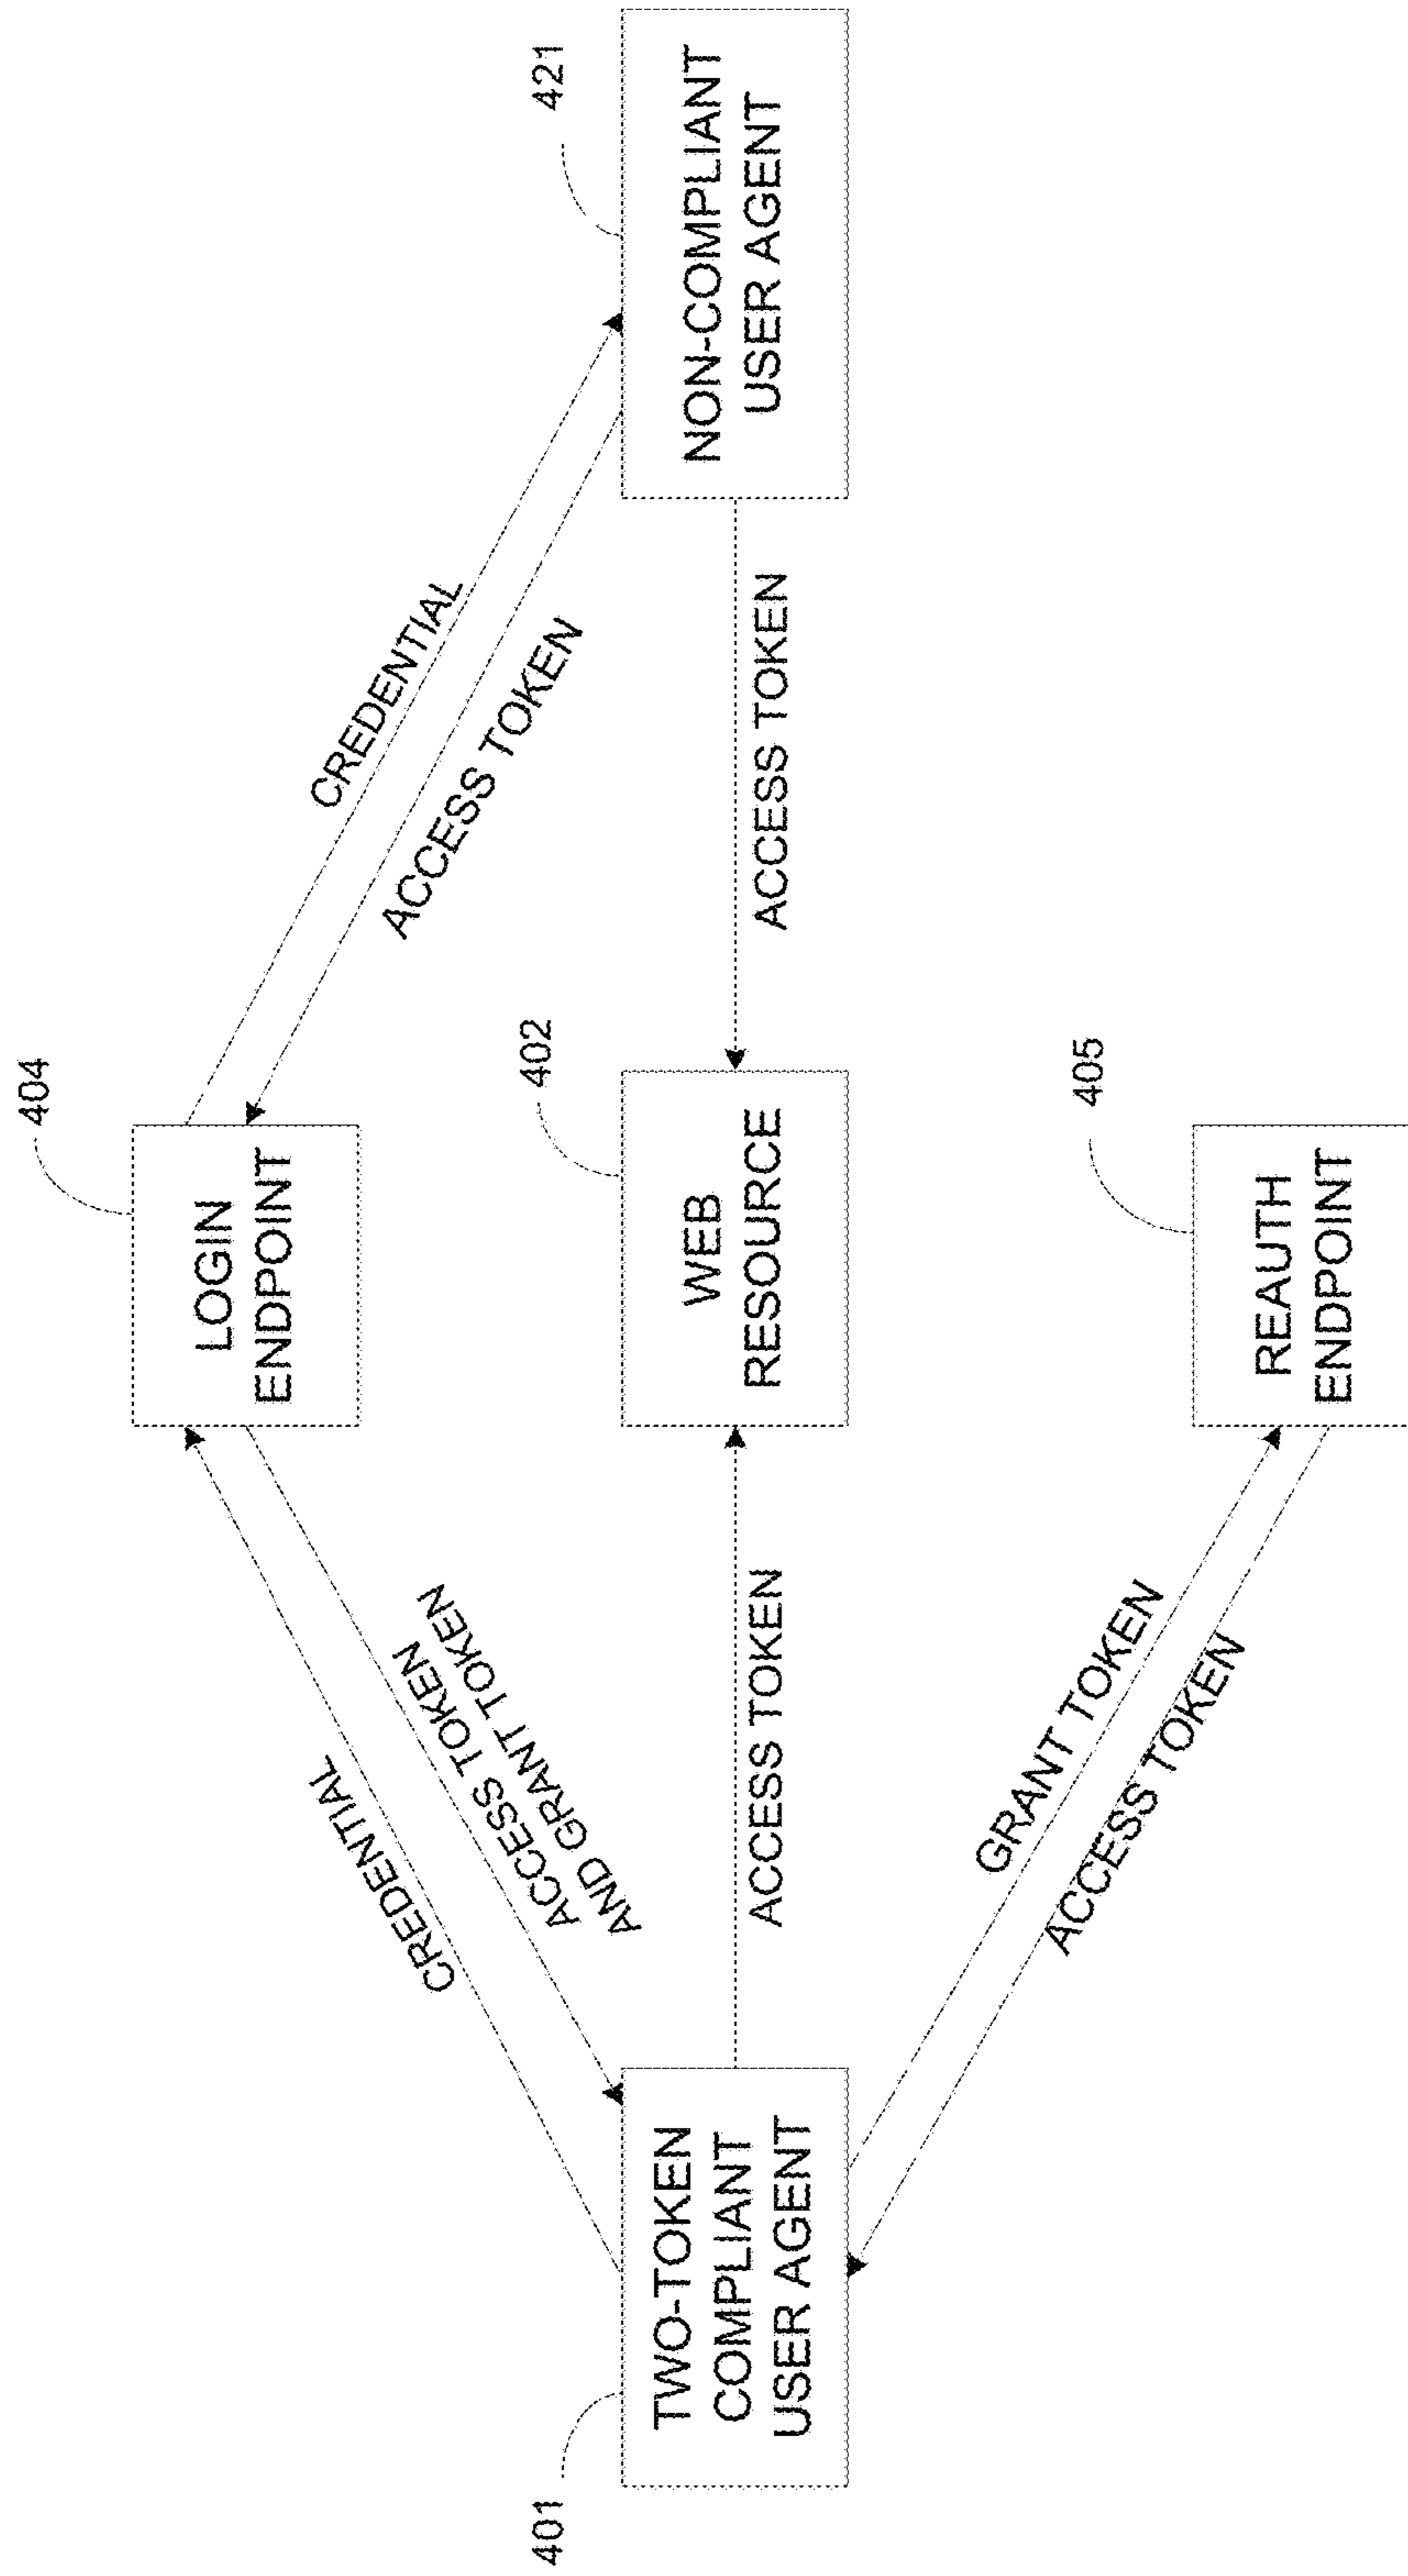 404
LOGIN
ENDPOINT
CREDENTIAL
ACCESS TOKEN
AND GRANT TOKEN
CREDENTIAL
ACCESS TOKEN
401
TWO-TOKEN
COMPLIANT
USER AGENT
ACCESS TOKEN
402
WEB
RESOURCE
ACCESS TOKEN
421
NON-COMPLIANT
USER AGENT
GRANT TOKEN
ACCESS TOKEN
405
REAUTH
ENDPOINT